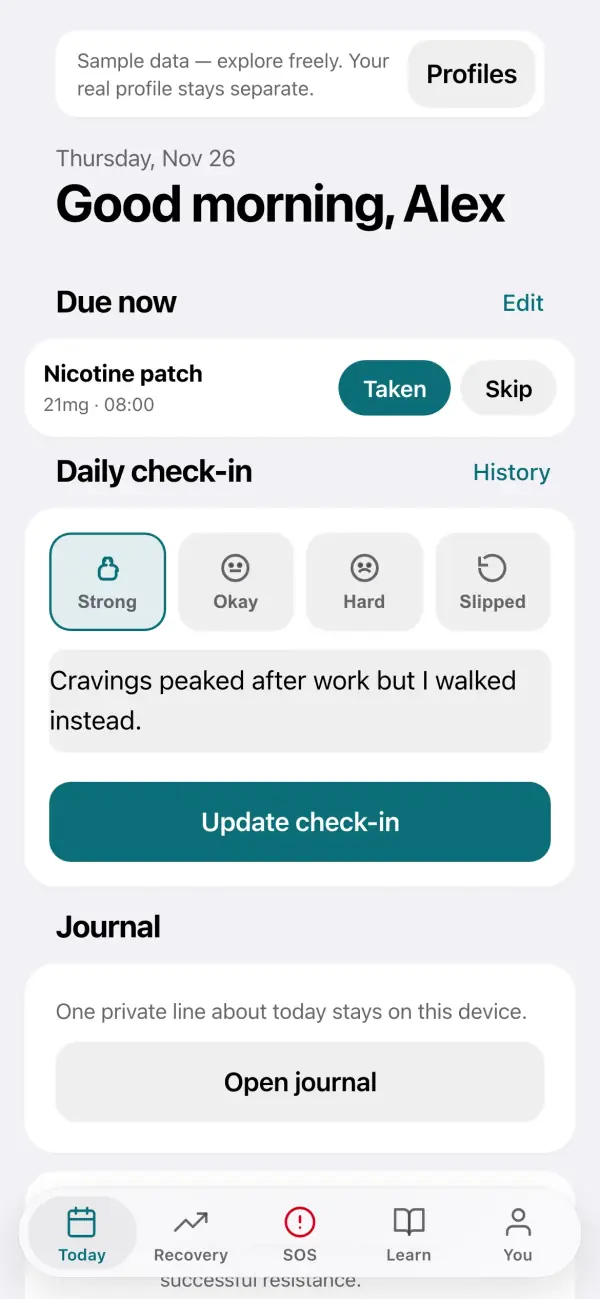 Sample data — explore freely. Your
real profile stays separate.
Profiles
Thursday, Nov 26
Good morning, Alex
Due now
Edit
Nicotine patch
21mg · 08:00
Taken
Skip
Daily check-in
History
Strong
Okay
Hard
Slipped
Cravings peaked after work but I walked
instead.
Update check-in
Journal
One private line about today stays on this device.
Open journal
successful resistance.
Today
Recovery
SOS
Learn
You